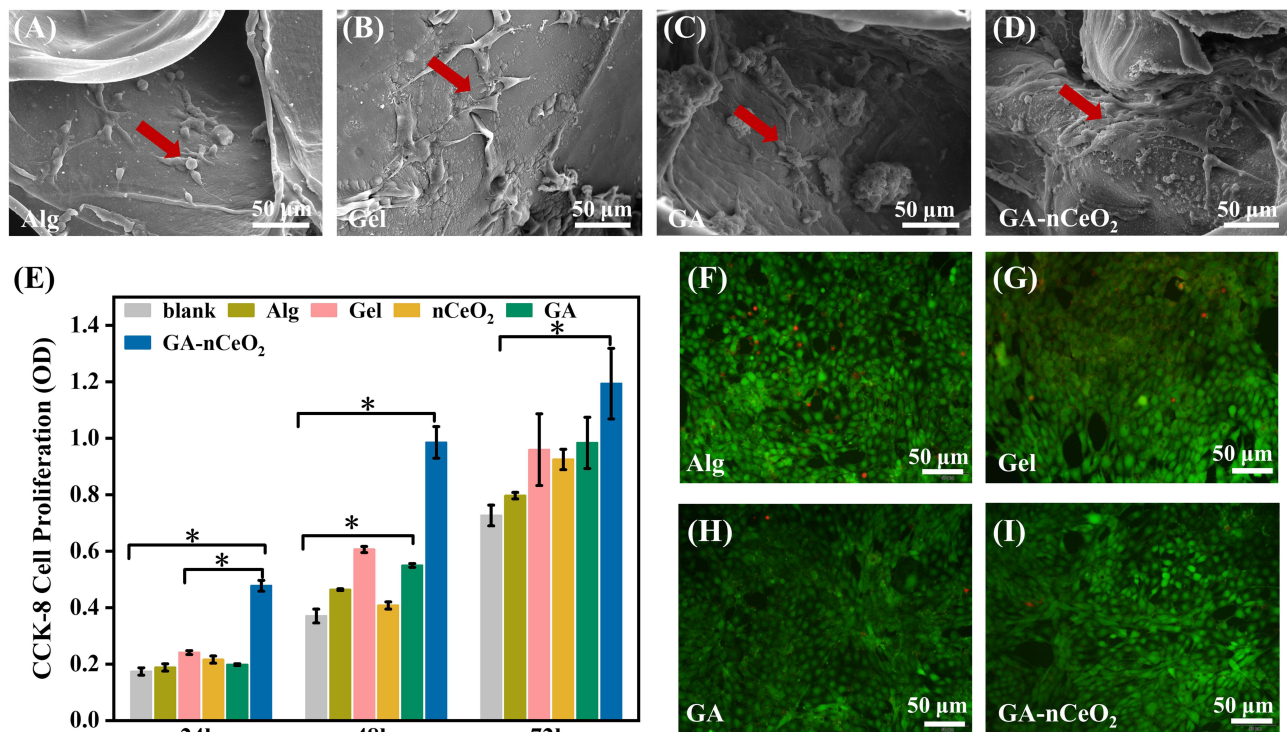 (A)
Alg
50 μm
(B)
Gel
50 μm
(C)
GA
50 μm
(D)
GA-nCeO₂
50 μm
(E)
CCK-8 Cell Proliferation (OD)
blank Alg Gel nCeO₂ GA
GA-nCeO₂
1.4
1.2
1.0
0.8
0.6
0.4
0.2
0.0
*
*
*
*
*
(F)
Alg
50 μm
(G)
Gel
50 μm
(H)
GA
50 μm
(I)
GA-nCeO₂
50 μm